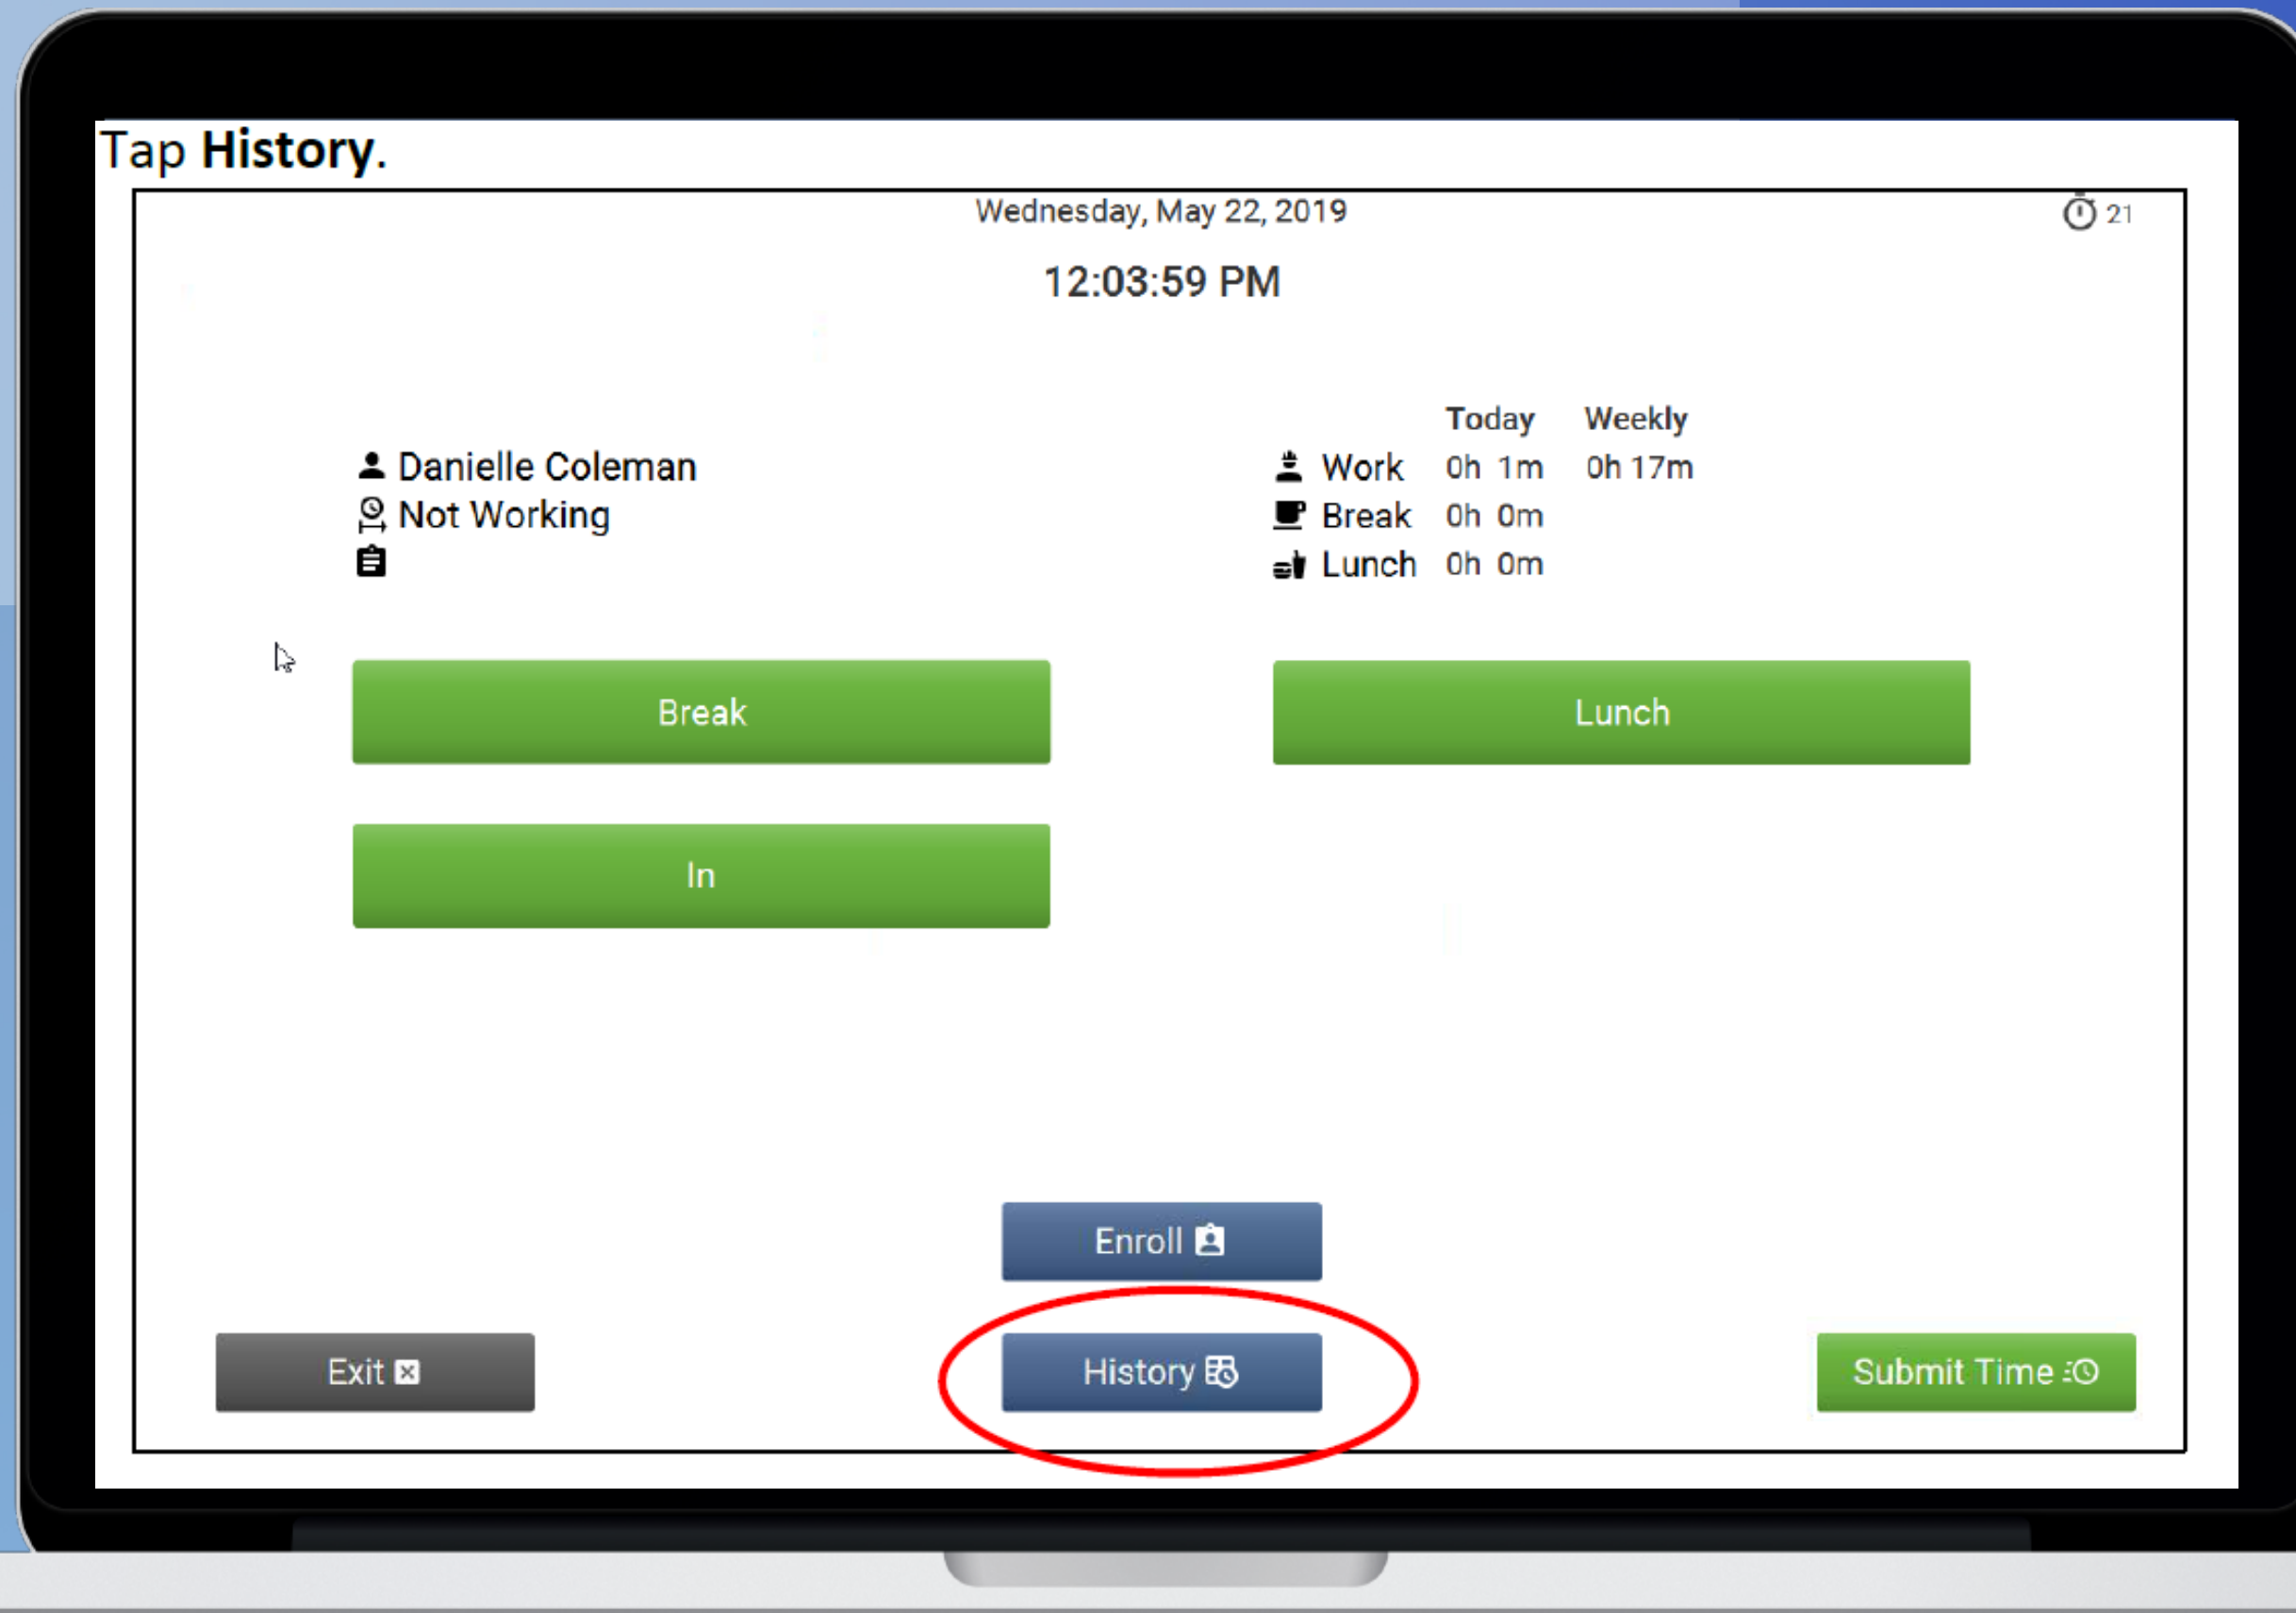 Tap History.
Wednesday, May 22, 2019
21
12:03:59 PM
Today Weekly
Danielle Coleman
Work 0h 1m 0h 17m
Not Working
Break 0h 0m
Lunch 0h 0m
Break
Lunch
In
Enroll
Exit
History
Submit Time